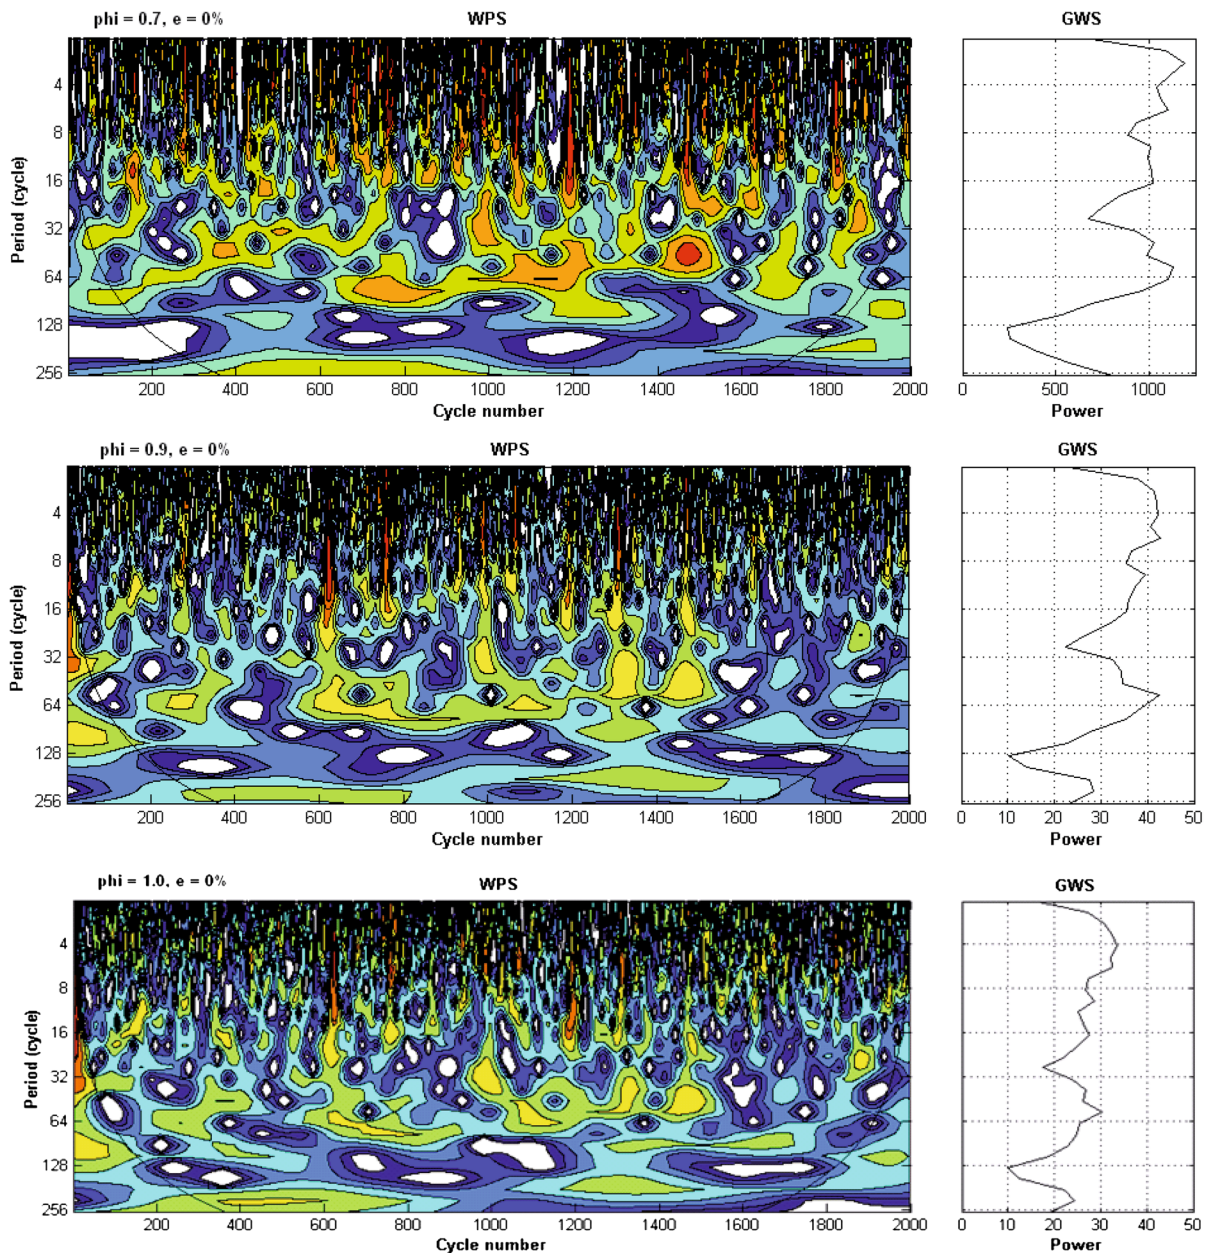 phi = 0.7, e = 0% WPS GWS
4
8
16
32
64
128
256
Period (cycle)
200 400 600 800 1000 1200 1400 1600 1800 2000
Cycle number
0 500 1000
Power
phi = 0.9, e = 0% WPS GWS
4
8
16
32
64
128
256
Period (cycle)
200 400 600 800 1000 1200 1400 1600 1800 2000
Cycle number
0 10 20 30 40 50
Power
phi = 1.0, e = 0% WPS GWS
4
8
16
32
64
128
256
Period (cycle)
200 400 600 800 1000 1200 1400 1600 1800 2000
Cycle number
0 10 20 30 40 50
Power